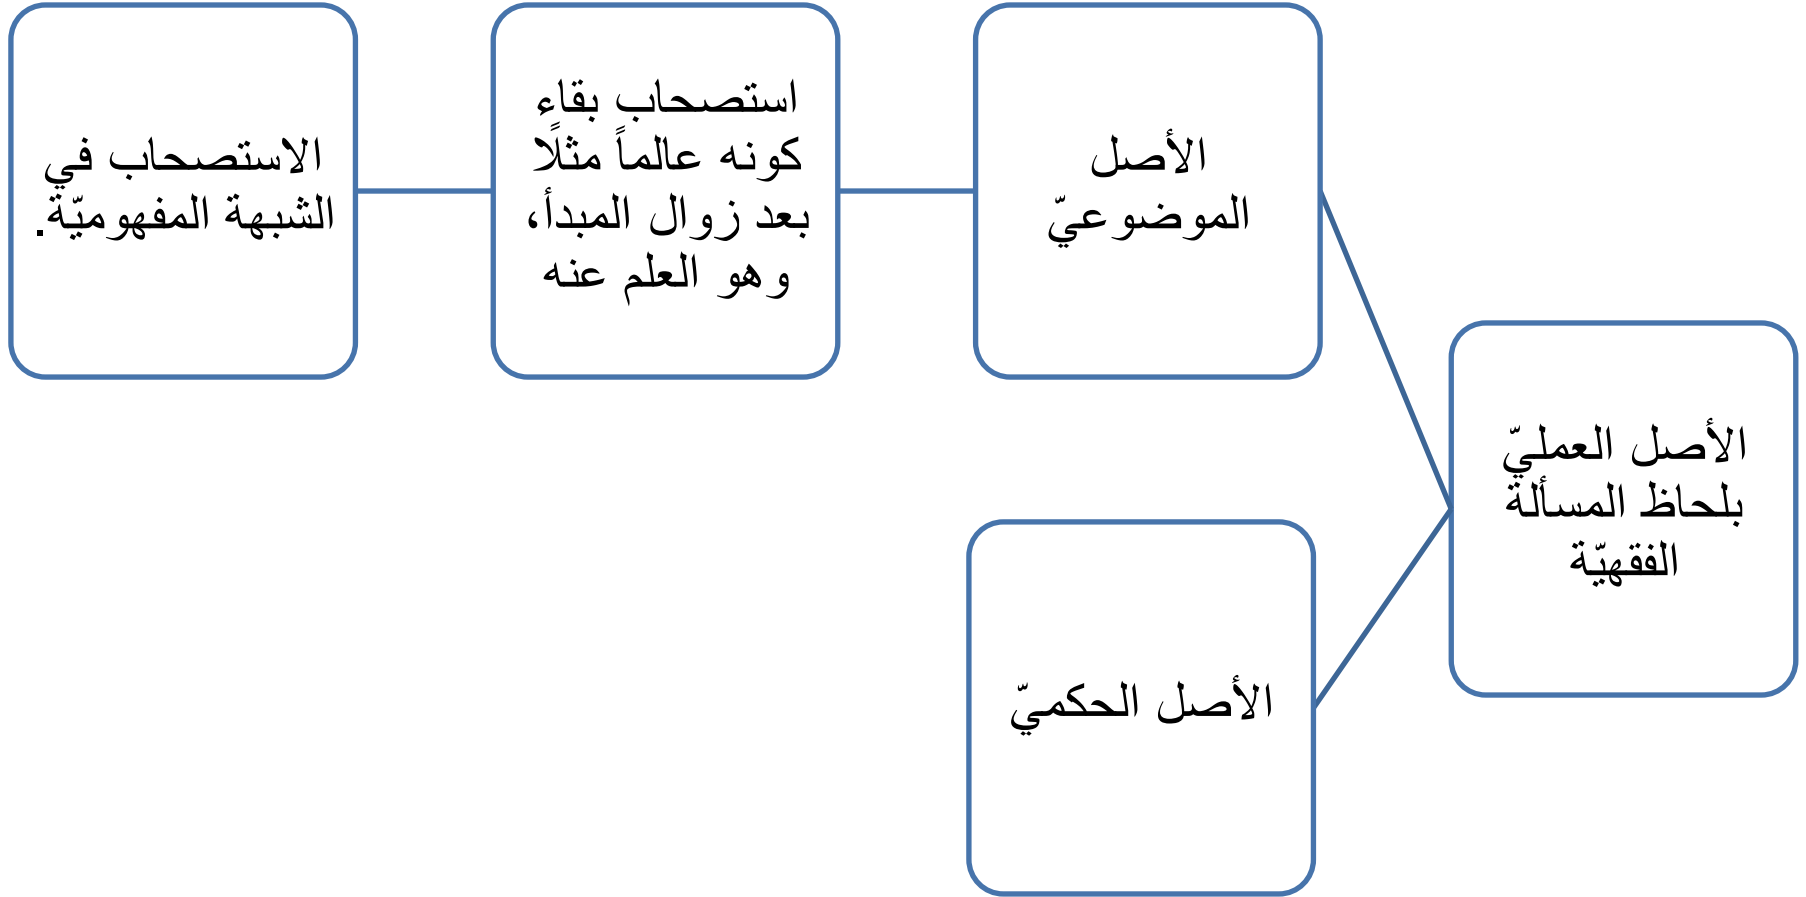 الأصل العمليّ
بلحاظ المسألة
الفقهيّة
الأصل
الموضوعيّ
استصحاب بقاء
كونه عالماً مثلًا
بعد زوال المبدأ،
وهو العلم عنه
الاستصحاب في
الشبهة المفهوميّة.
الأصل الحكميّ